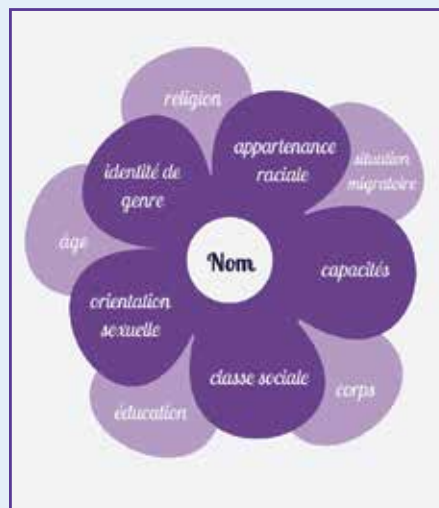 religion
appartenance
raciale
situation
migratoire
identité de
genre
âge
Nom
capacités
orientation
sexuelle
classe sociale
corps
éducation